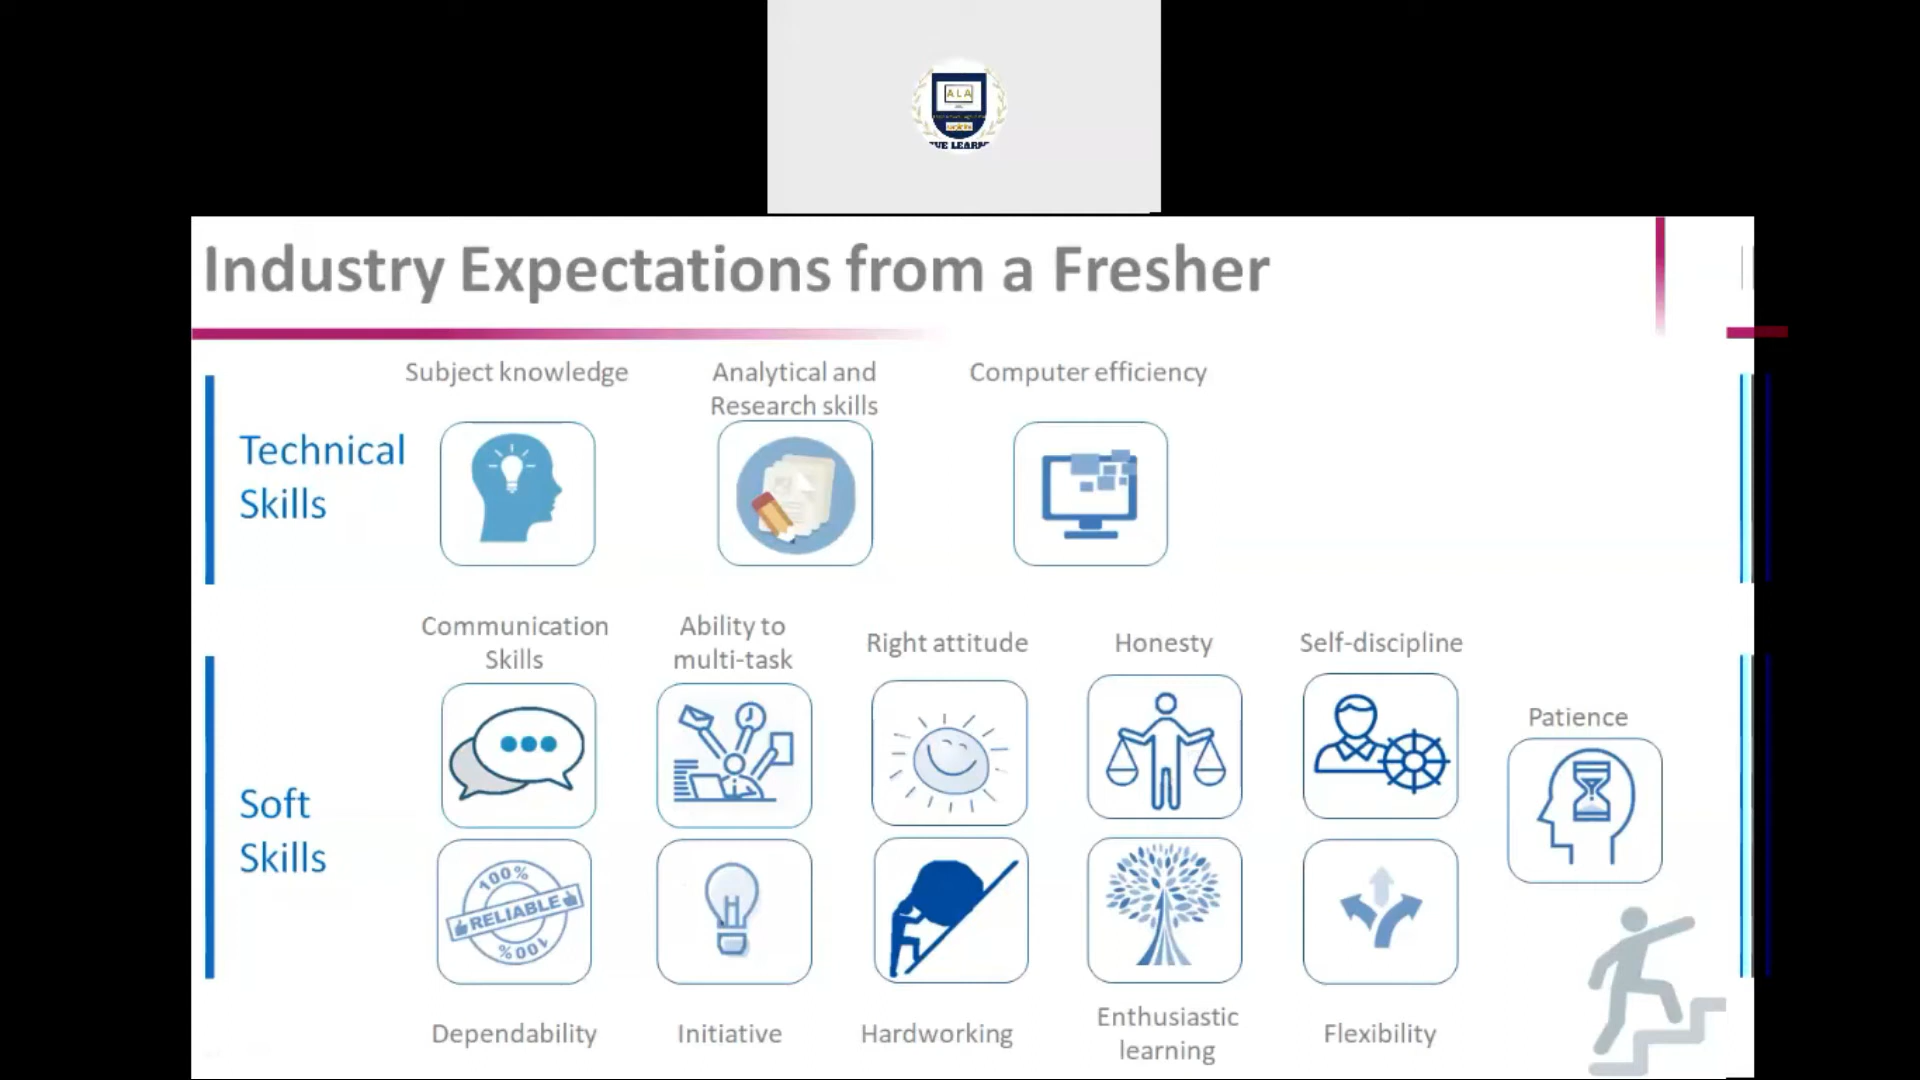 ALA
Industry Expectations from a Fresher
Subject knowledge
Analytical and
Research skills
Computer efficiency
Technical
Skills
Communication
Skills
Ability to
multi-task
Right attitude
Honesty
Self-discipline
Patience
Soft
Skills
100%
RELIABLE
100%
Dependability
Initiative
Hardworking
Enthusiastic
learning
Flexibility